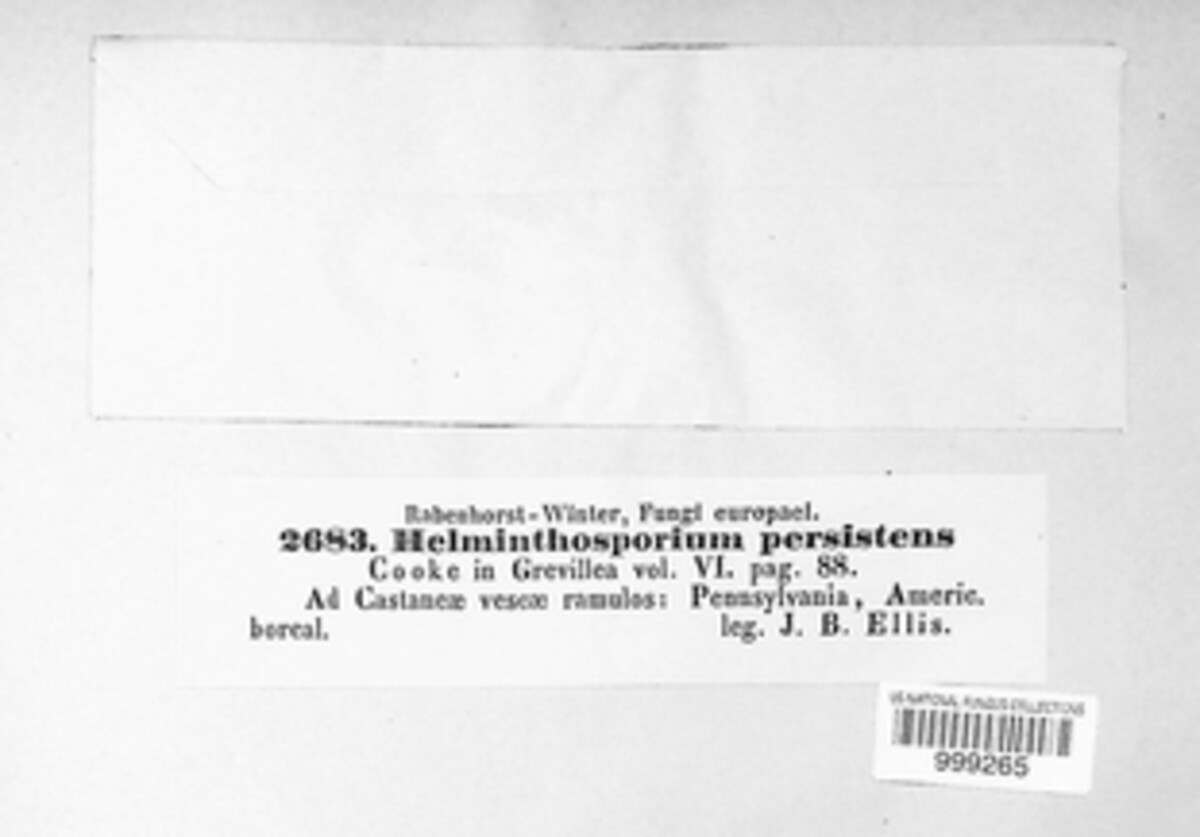 Rabenhorst-Winter, Fungi europaei.
2683. Helminthosporium persistens
Cooke in Grevillea vol. VI. pag. 88.
Ad Castaneæ vescæ ramulos: Pennsylvania, Americ.
boreal. leg. J. B. Ellis.
US NATIONAL FUNGUS COLLECTIONS
999265